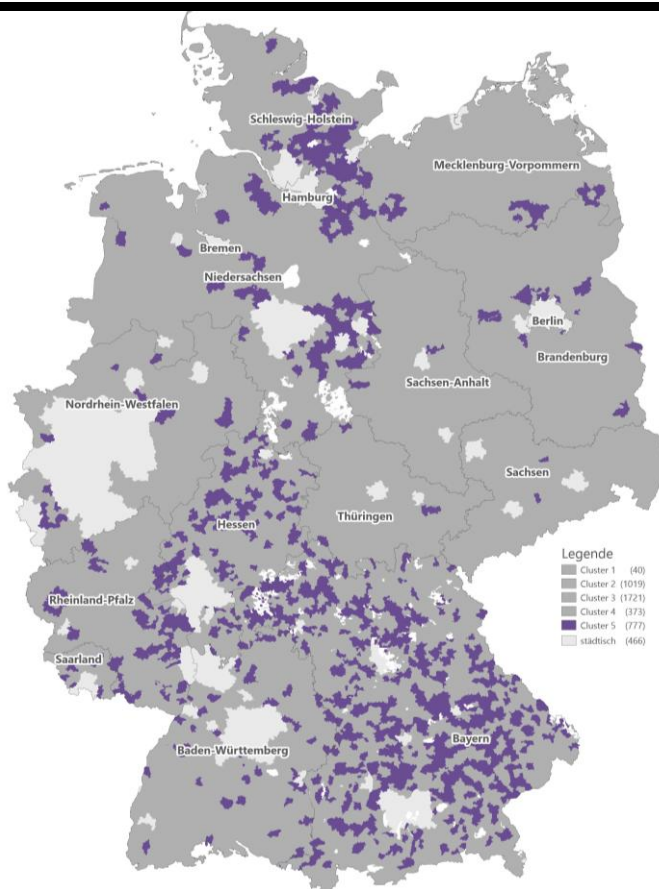 Schleswig-Holstein
Mecklenburg-Vorpommern
Hamburg
Bremen
Niedersachsen
Berlin
Brandenburg
Sachsen-Anhalt
Nordrhein-Westfalen
Sachsen
Thüringen
Hessen
Legende
Cluster 1 (40)
Cluster 2 (1019)
Cluster 3 (1721)
Cluster 4 (373)
Cluster 5 (777)
städtisch (466)
Rheinland-Pfalz
Saarland
Bayern
Baden-Württemberg